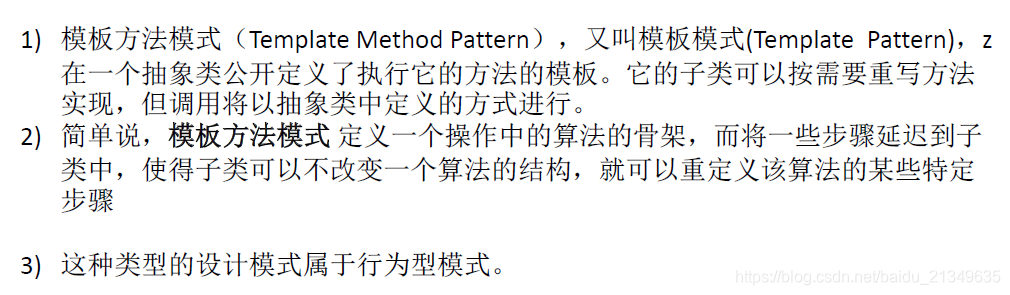 1) 模板方法模式（Template Method Pattern），又叫模板模式(Template Pattern)，z
在一个抽象类公开定义了执行它的方法的模板。它的子类可以按需要重写方法
实现，但调用将以抽象类中定义的方式进行。
2) 简单说，模板方法模式 定义一个操作中的算法的骨架，而将一些步骤延迟到子
类中，使得子类可以不改变一个算法的结构，就可以重定义该算法的某些特定
步骤
3) 这种类型的设计模式属于行为型模式。
https://blog.csdn.net/baidu_21349635